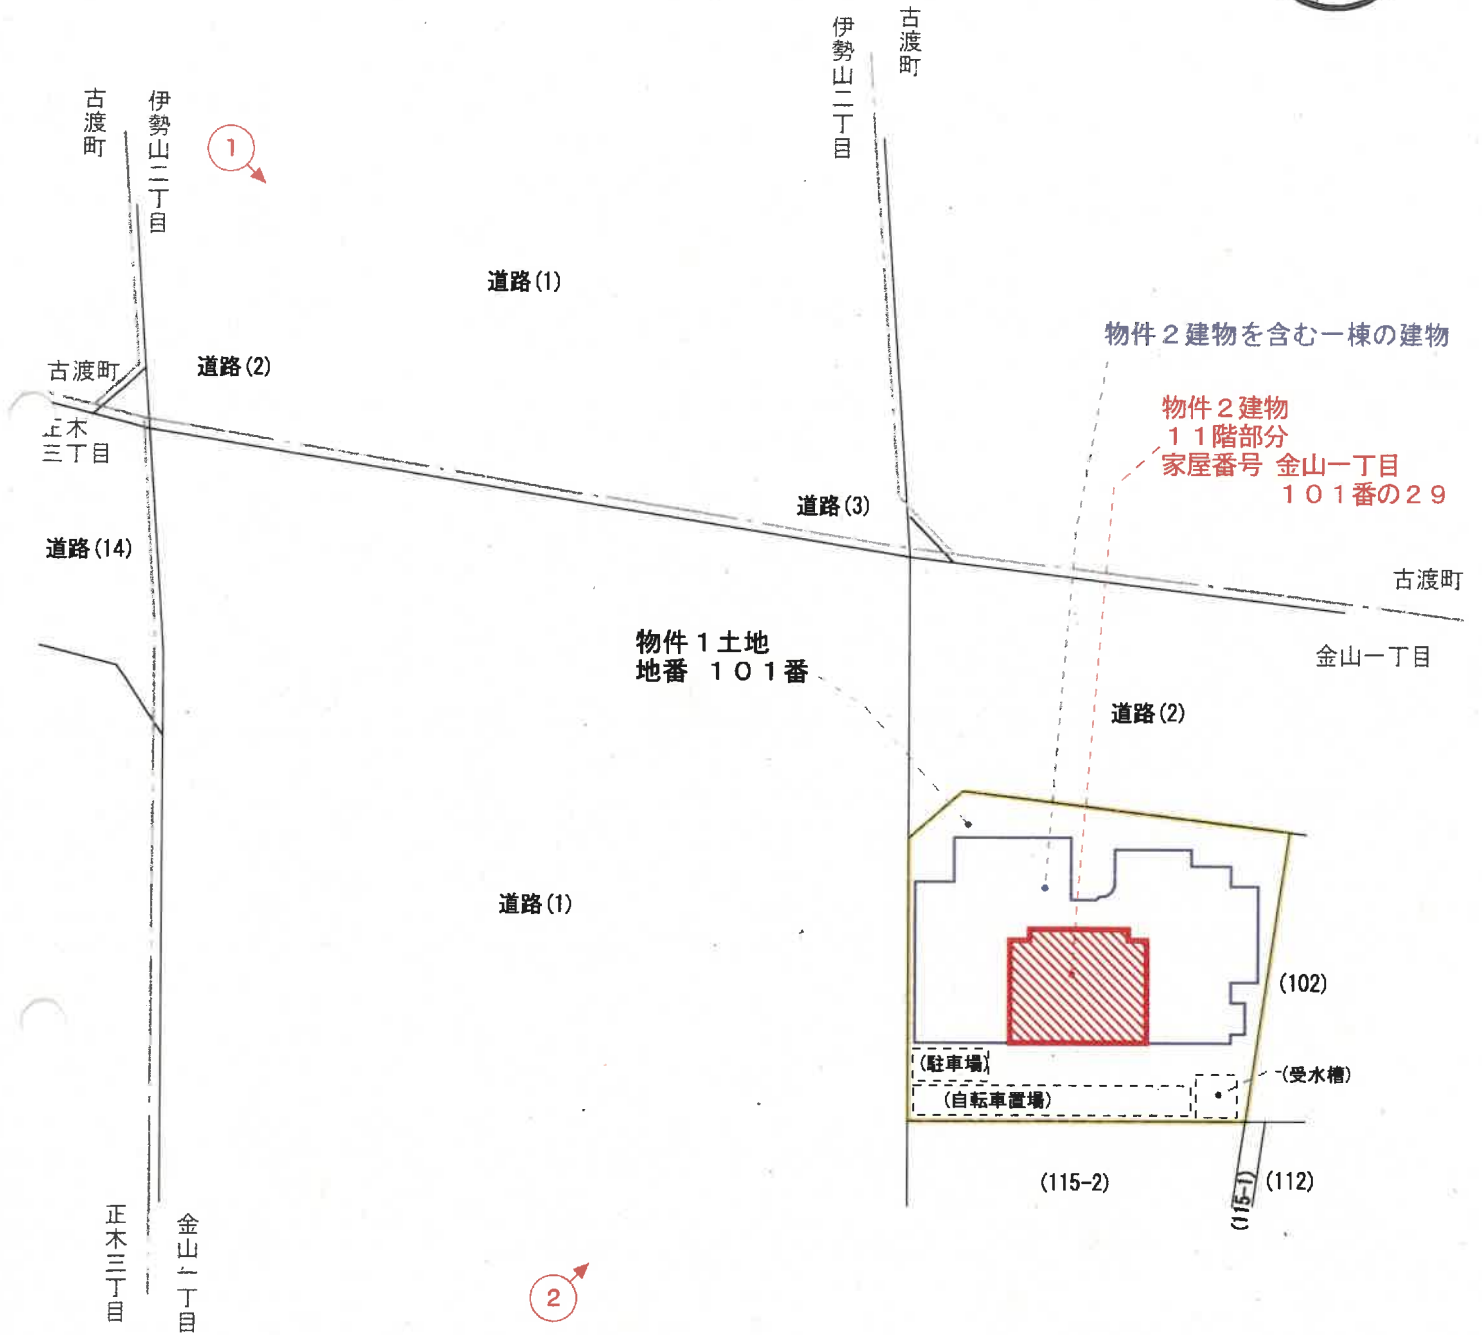 古渡町
伊勢山二丁目
古渡町
伊勢山二丁目
1
道路(1)
物件２建物を含む一棟の建物
古渡町
道路(2)
物件２建物
１１階部分
家屋番号 金山一丁目
１０１番の２９
正木
三丁目
道路(3)
道路(14)
古渡町
物件１土地
地番 １０１番
金山一丁目
道路(2)
道路(1)
(102)
(駐車場)
(受水槽)
(自転車置場)
(115-2)
(115-1)
(112)
正木三丁目
金山一丁目
2